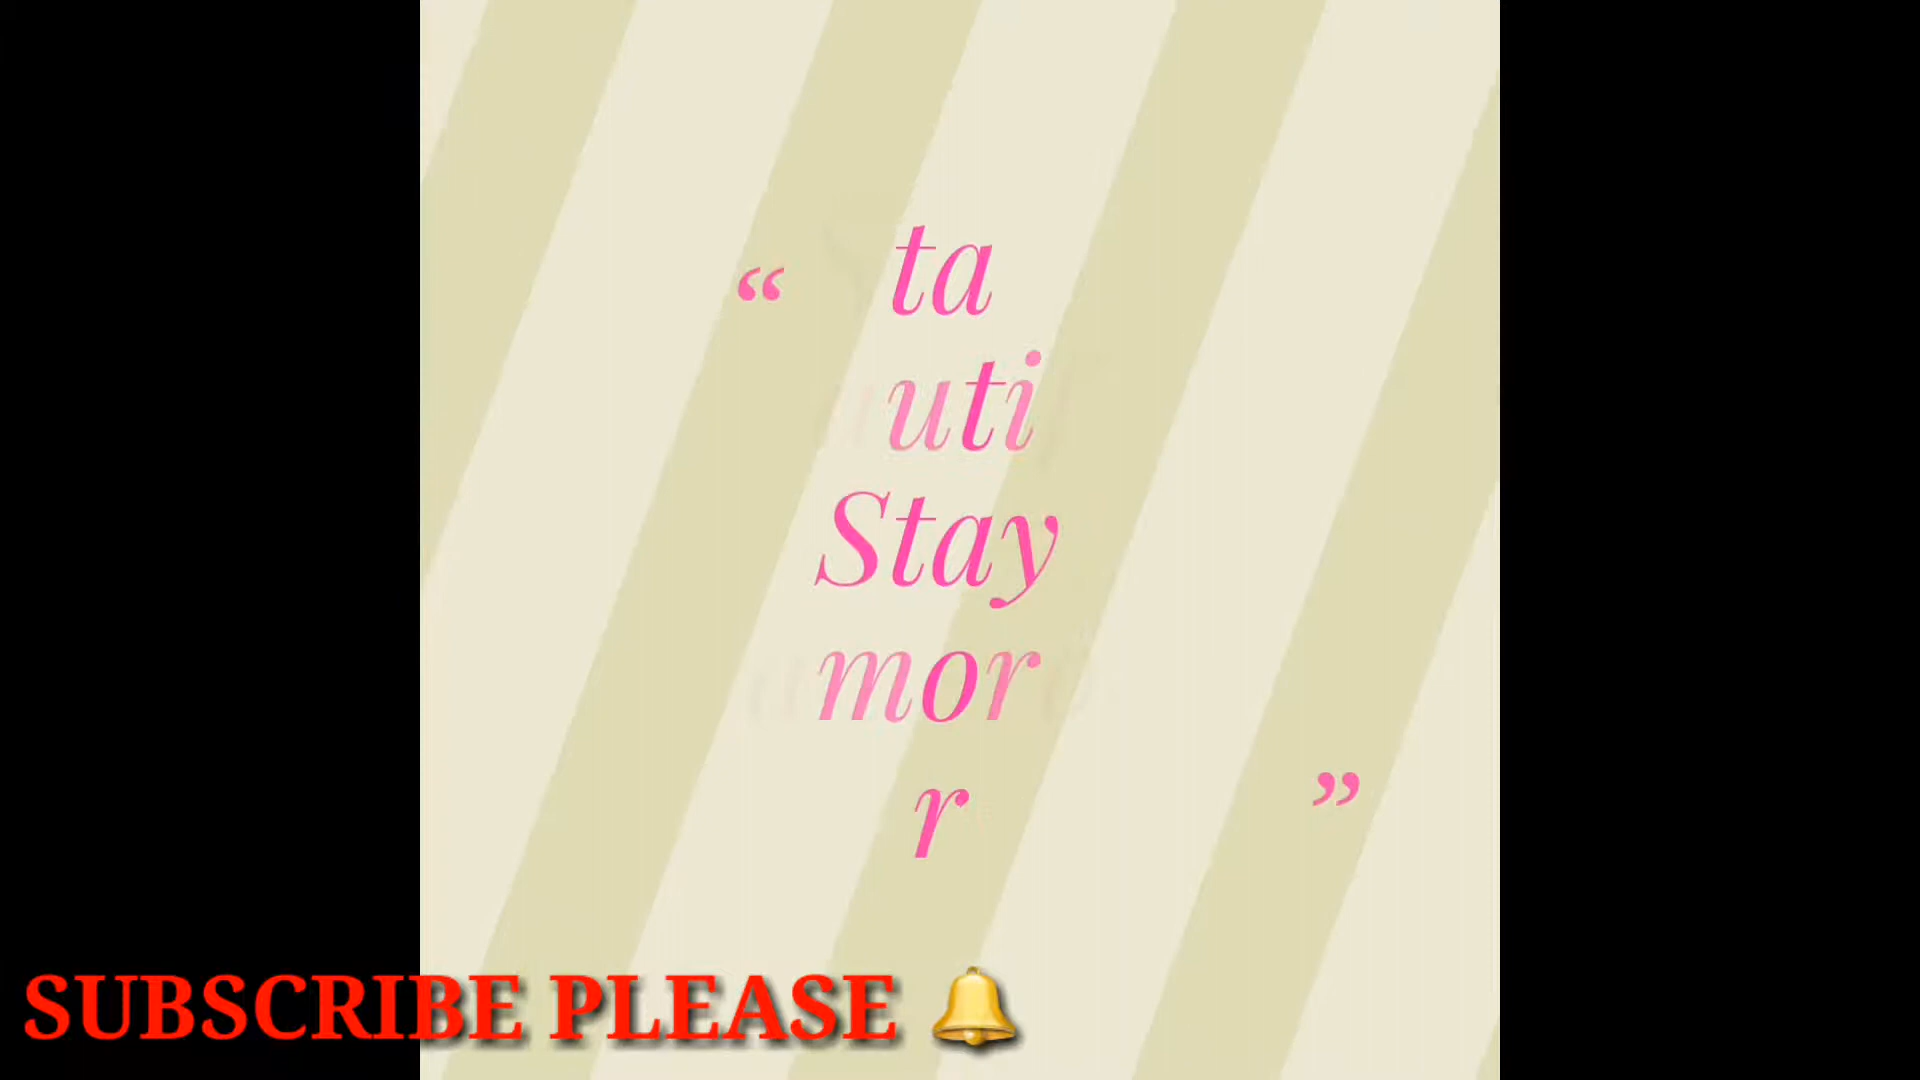 “ ta
uti
Stay
mor
r ”
SUBSCRIBE PLEASE 🔔